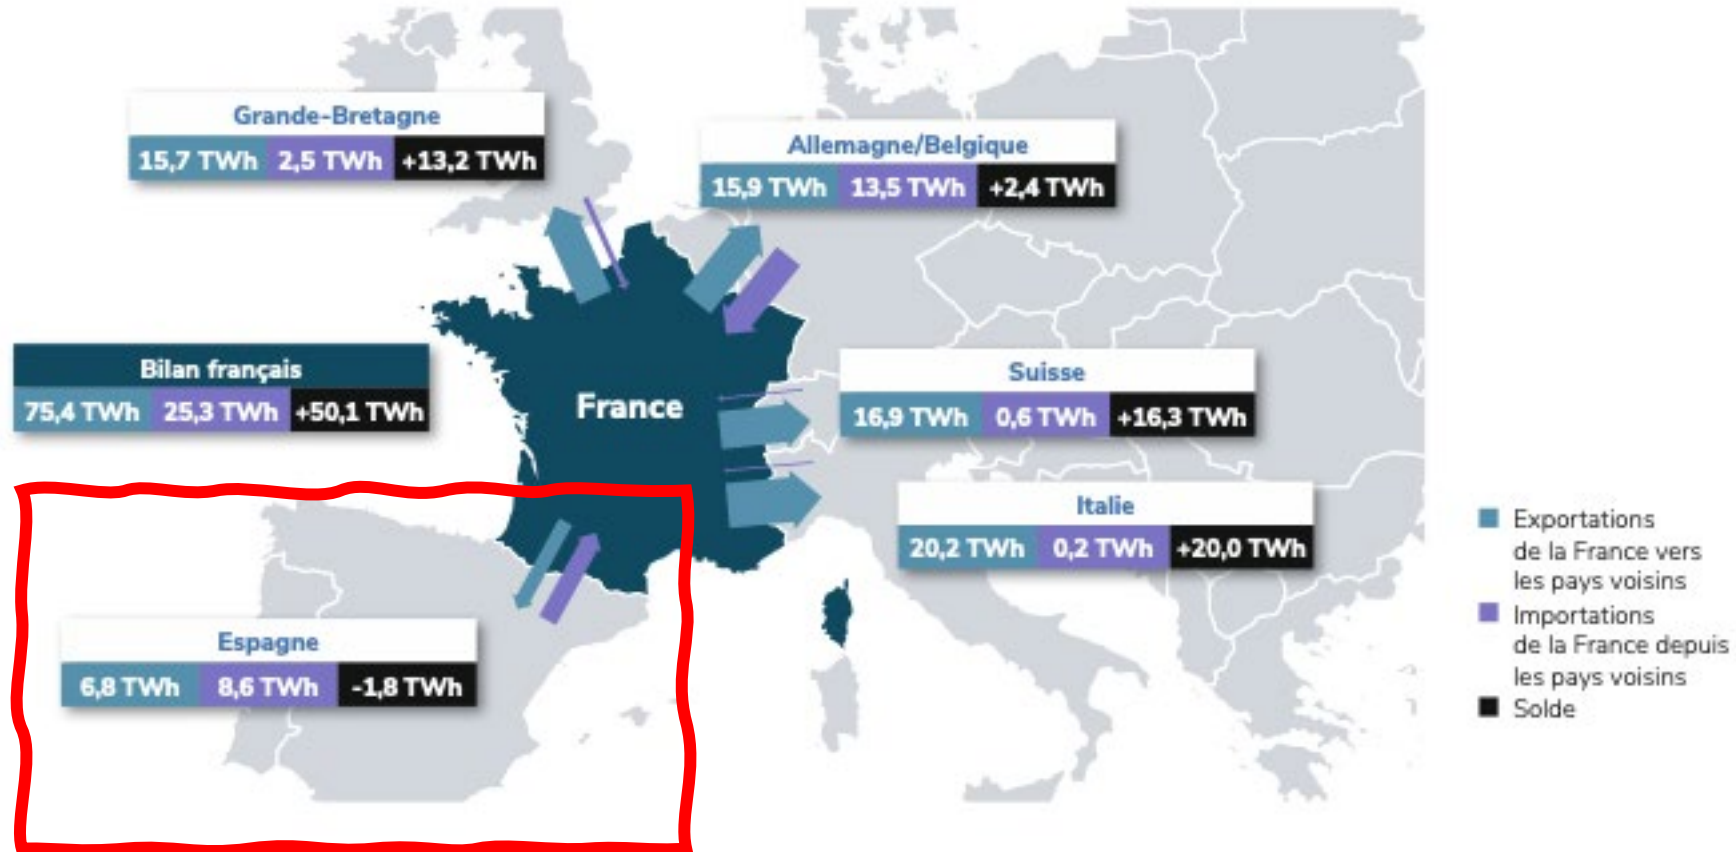 Grande-Bretagne
15,7 TWh 2,5 TWh +13,2 TWh
Allemagne/Belgique
15,9 TWh 13,5 TWh +2,4 TWh
Bilan français
75,4 TWh 25,3 TWh +50,1 TWh
France
Suisse
16,9 TWh 0,6 TWh +16,3 TWh
Italie
20,2 TWh 0,2 TWh +20,0 TWh
Espagne
6,8 TWh 8,6 TWh -1,8 TWh
Exportations
de la France vers
les pays voisins
Importations
de la France depuis
les pays voisins
Solde